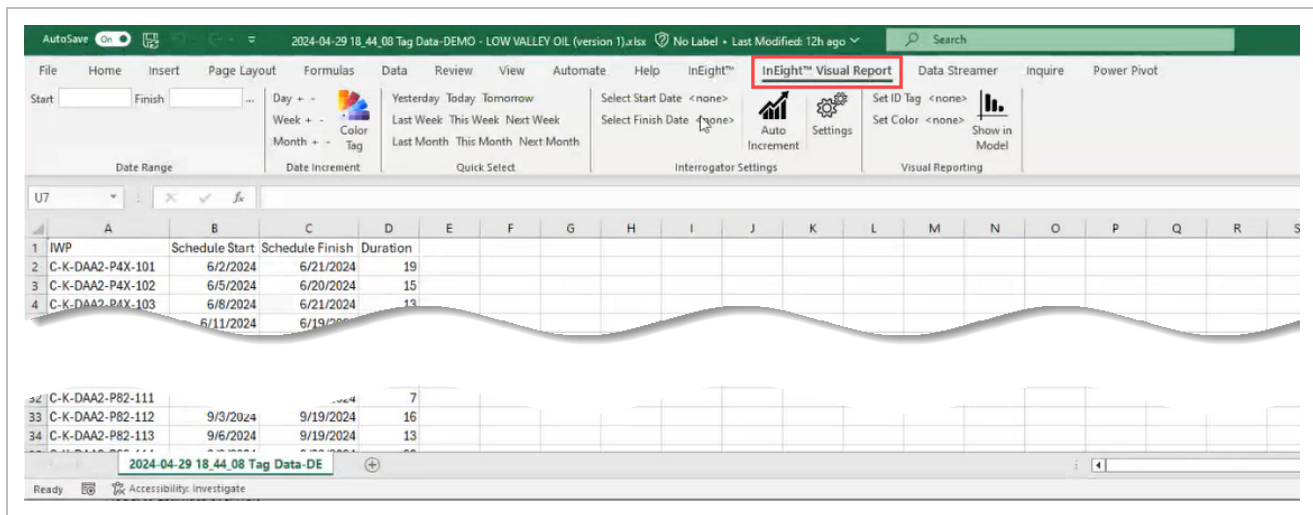 AutoSave On 2024-04-29 18_44_08 Tag Data-DEMO - LOW VALLEY OIL (version 1).xlsx No Label • Last Modified: 12h ago Search
File Home Insert Page Layout Formulas Data Review View Automate Help InEight™ InEight™ Visual Report Data Streamer Inquire Power Pivot
Start Finish ... Day + - Yesterday Today Tomorrow Select Start Date <none> Set ID Tag <none>
Week + - Last Week This Week Next Week Select Finish Date <none> Set Color <none>
Month + - Last Month This Month Next Month
Color Tag Auto Increment Settings Show in Model
Date Range Date Increment Quick Select Interrogator Settings Visual Reporting
U7 fx
A B C D E F G H I J K L M N O P Q R S
1 IWP Schedule Start Schedule Finish Duration
2 C-K-DAA2-P4X-101 6/2/2024 6/21/2024 19
3 C-K-DAA2-P4X-102 6/5/2024 6/20/2024 15
4 C-K-DAA2-P4X-103 6/8/2024 6/21/2024 13
6/11/2024
32 C-K-DAA2-P82-111 7
33 C-K-DAA2-P82-112 9/3/2024 9/19/2024 16
34 C-K-DAA2-P82-113 9/6/2024 9/19/2024 13
2024-04-29 18_44_08 Tag Data-DE
Ready Accessibility: Investigate